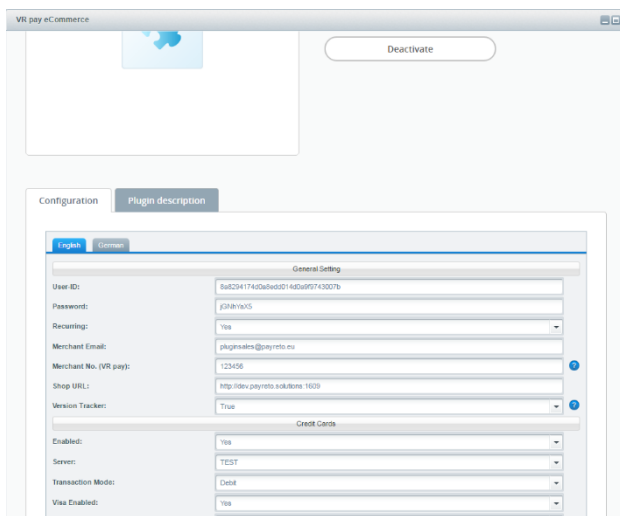 VR pay eCommerce
Deactivate
Configuration
Plugin description
English
German
General Setting
User-ID:
8a8294174d0a8edd014d0a9f9743007b
Password:
jGNhYaX5
Recurring:
Yes
Merchant Email:
pluginsales@payreto.eu
Merchant No. (VR pay):
123456
?
Shop URL:
http://dev.payreto.solutions:1609
Version Tracker:
True
?
Credit Cards
Enabled:
Yes
Server:
TEST
Transaction Mode:
Debit
Visa Enabled:
Yes